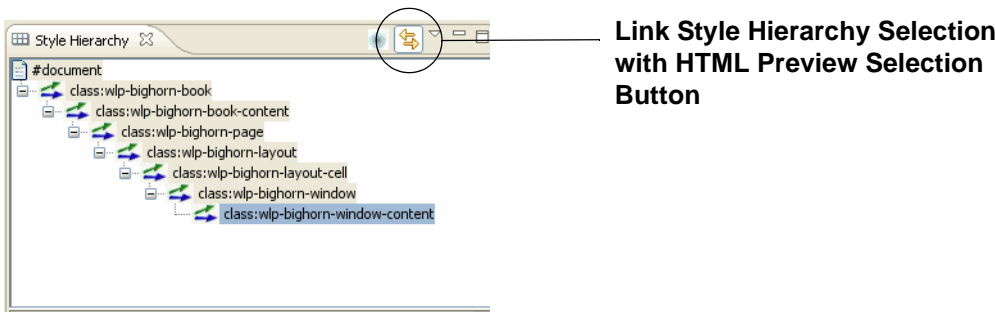 Style Hierarchy
#document
class:wlp-bighorn-book
class:wlp-bighorn-book-content
class:wlp-bighorn-page
class:wlp-bighorn-layout
class:wlp-bighorn-layout-cell
class:wlp-bighorn-window
class:wlp-bighorn-window-content
Link Style Hierarchy Selection
with HTML Preview Selection
Button